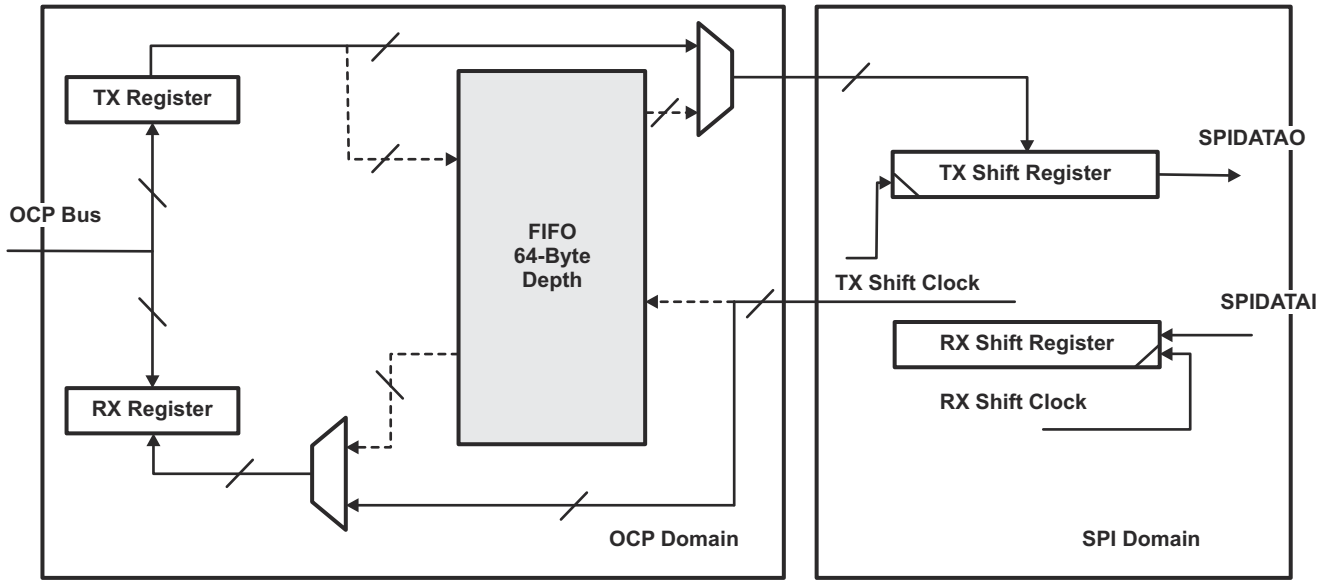 TX Register
SPIDATAO
TX Shift Register
OCP Bus
FIFO
64-Byte
Depth
TX Shift Clock
SPIDATAI
RX Shift Register
RX Register
RX Shift Clock
OCP Domain
SPI Domain